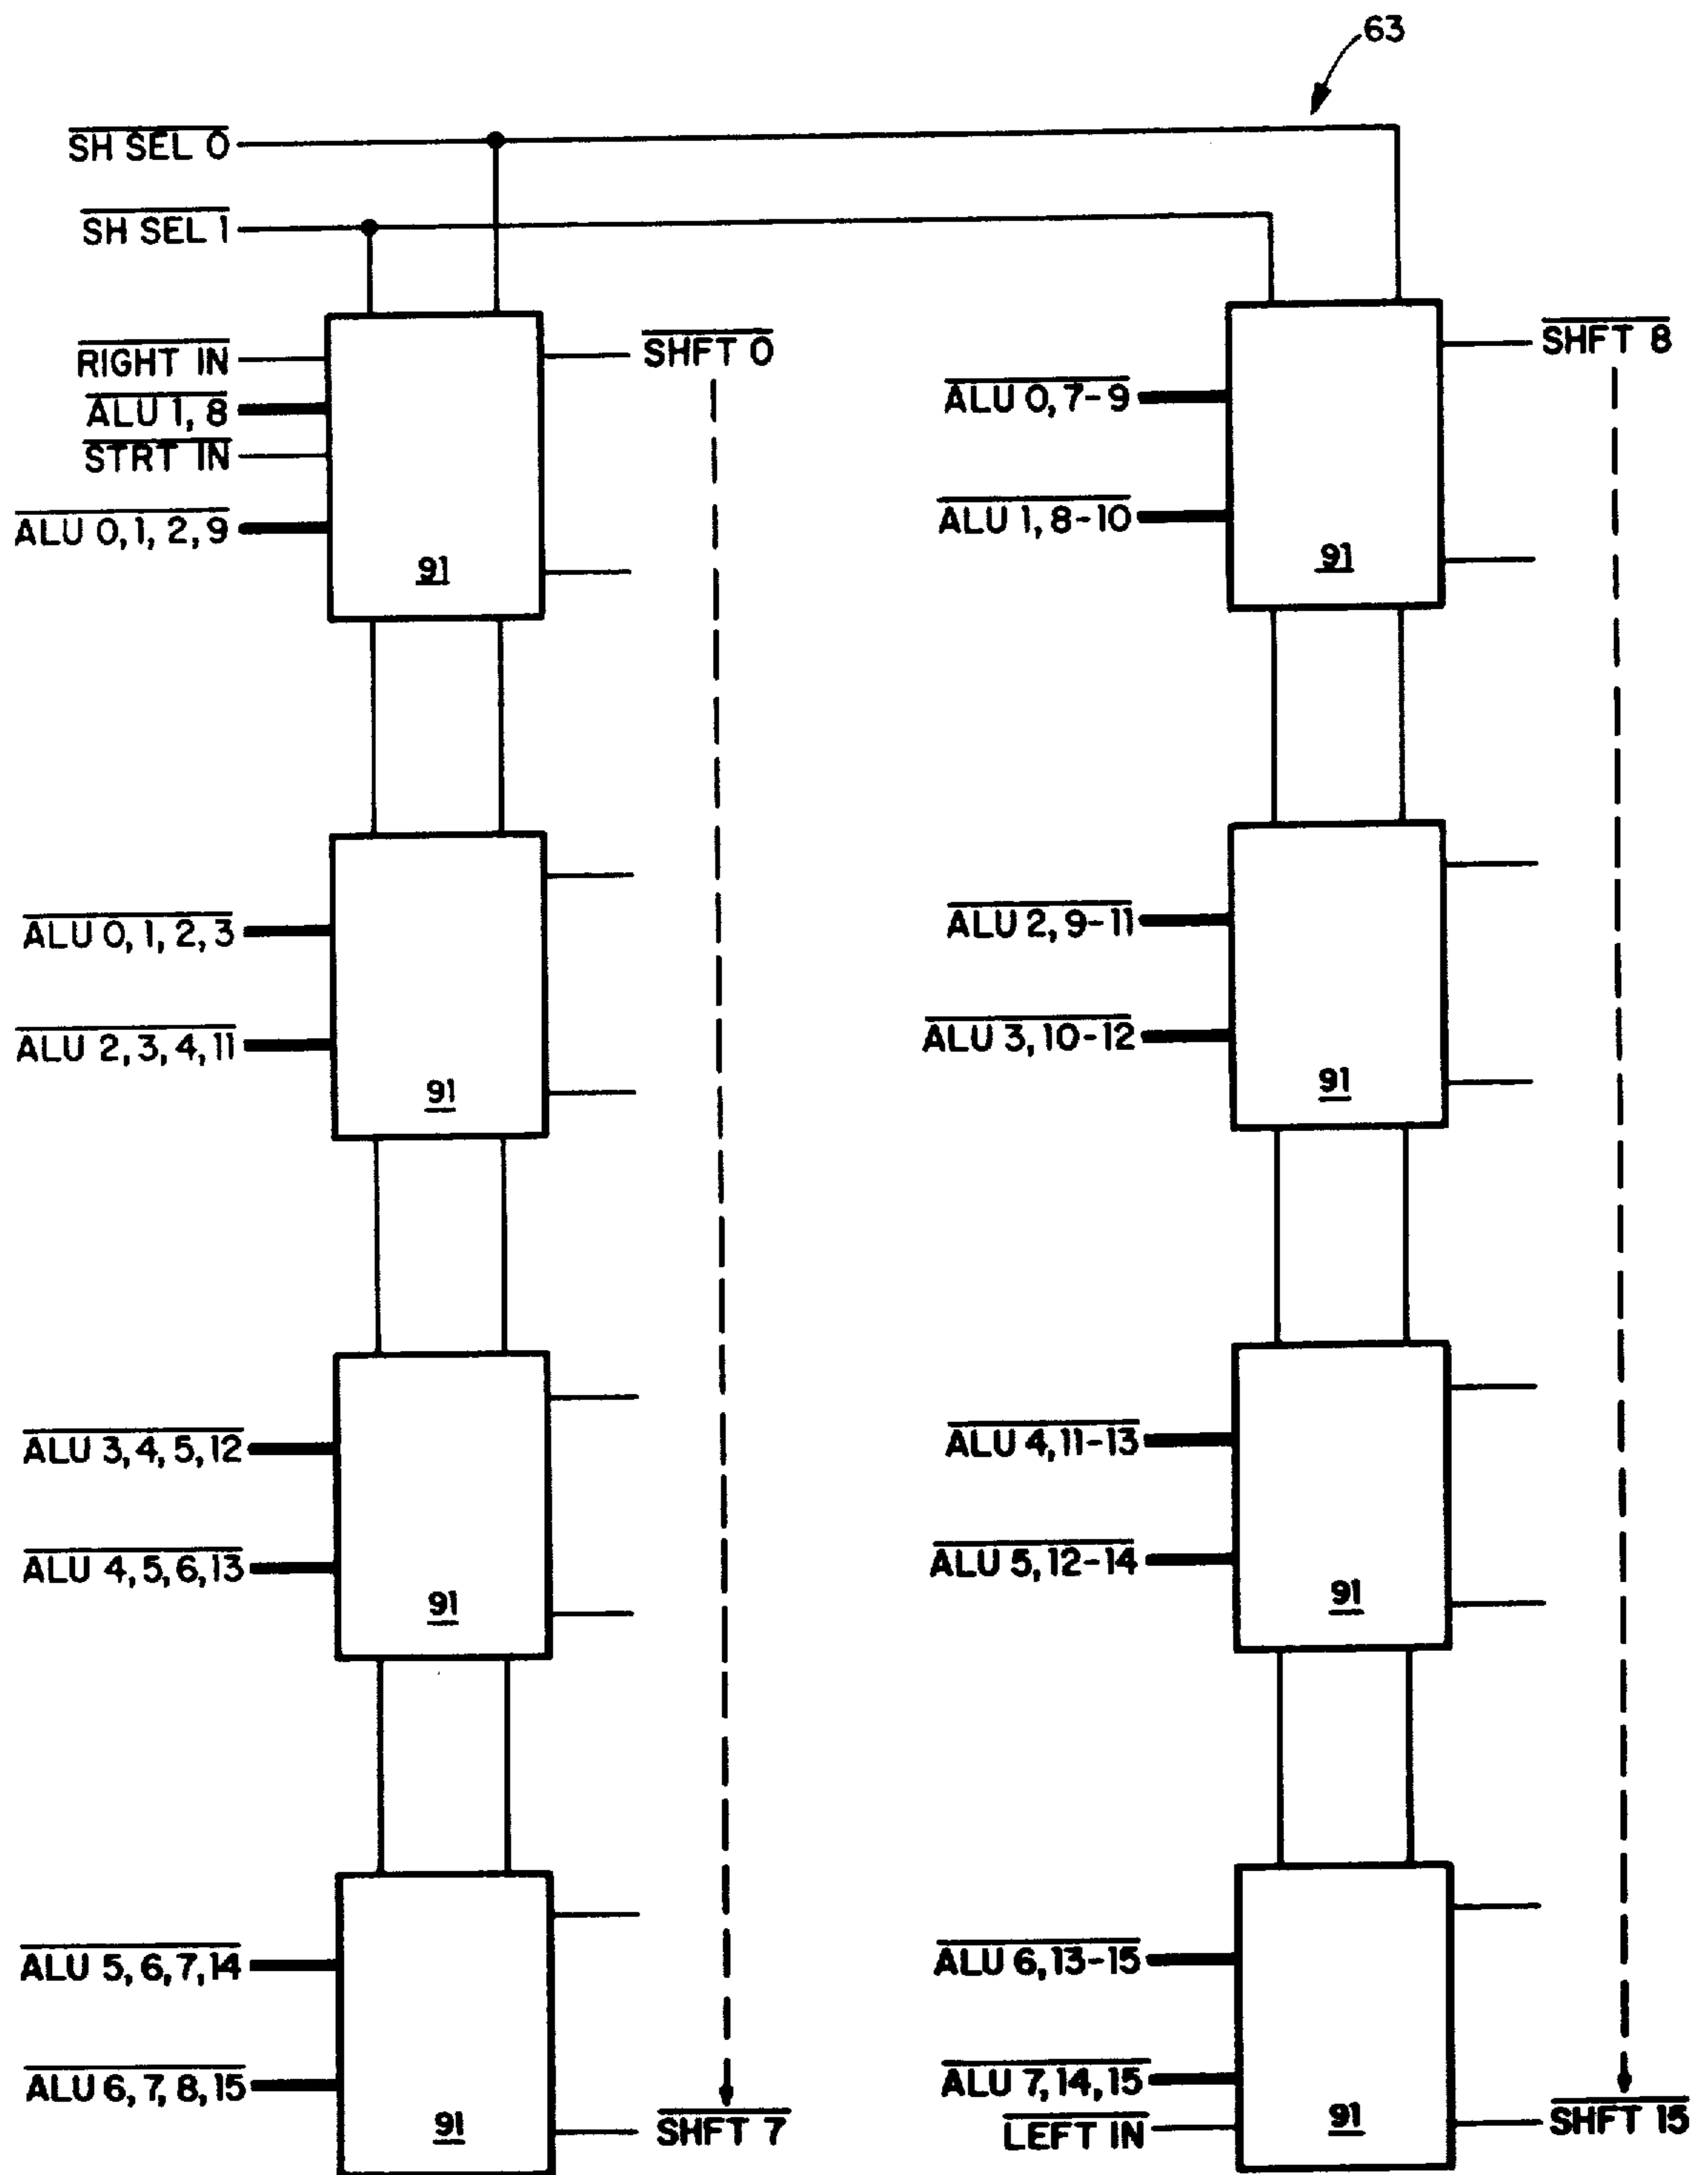 63
SH SEL 0
SH SEL 1
RIGHT IN
ALU 1, 8
STRT IN
ALU 0, 1, 2, 9
91
SHFT 0
ALU 0, 1, 2, 3
ALU 2, 3, 4, 11
91
ALU 3, 4, 5, 12
ALU 4, 5, 6, 13
91
ALU 5, 6, 7, 14
ALU 6, 7, 8, 15
91
SHFT 7
ALU 0, 7-9
ALU 1, 8-10
91
SHFT 8
ALU 2, 9-11
ALU 3, 10-12
91
ALU 4, 11-13
ALU 5, 12-14
91
ALU 6, 13-15
ALU 7, 14, 15
LEFT IN
91
SHFT 15